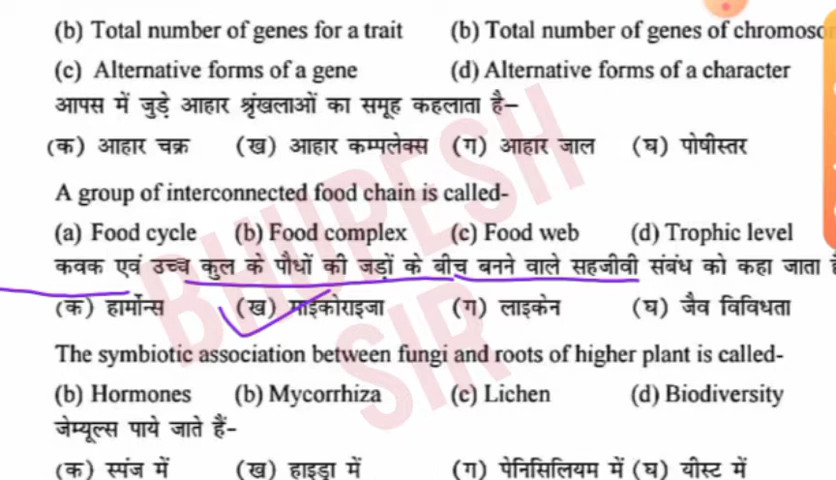 (b) Total number of genes for a trait (b) Total number of genes of chromoso
(c) Alternative forms of a gene (d) Alternative forms of a character
आपस में जुड़े आहार श्रृंखलाओं का समूह कहलाता है–
(क) आहार चक्र (ख) आहार कम्पलेक्स (ग) आहार जाल (घ) पोषीस्तर
A group of interconnected food chain is called-
(a) Food cycle (b) Food complex (c) Food web (d) Trophic level
कवक एवं उच्च कुल के पौधों की जड़ों के बीच बनने वाले सहजीवी संबंध को कहा जाता है
(क) हार्मोन्स (ख) माईकोराइजा (ग) लाइकेन (घ) जैव विविधता
The symbiotic association between fungi and roots of higher plant is called-
(b) Hormones (b) Mycorrhiza (c) Lichen (d) Biodiversity
जेम्यूल्स पाये जाते हैं–
(क) स्पंज में (ख) हाइड्रा में (ग) पेनिसिलियम में (घ) यीस्ट में
BHUPESH
SIR